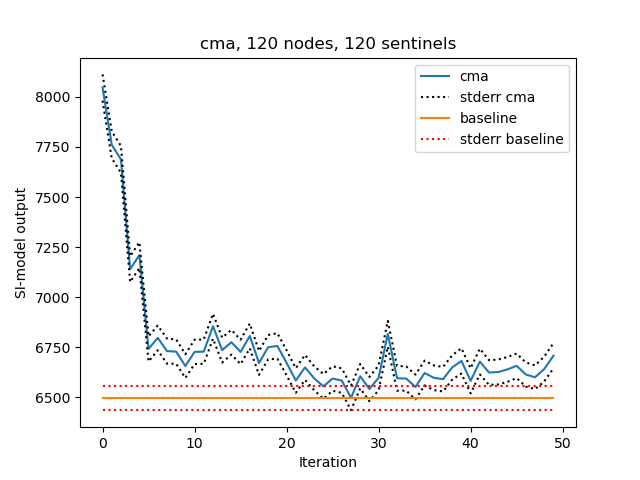 cma, 120 nodes, 120 sentinels
cma
stderr cma
baseline
stderr baseline
SI-model output
8000
7750
7500
7250
7000
6750
6500
0 10 20 30 40 50
Iteration